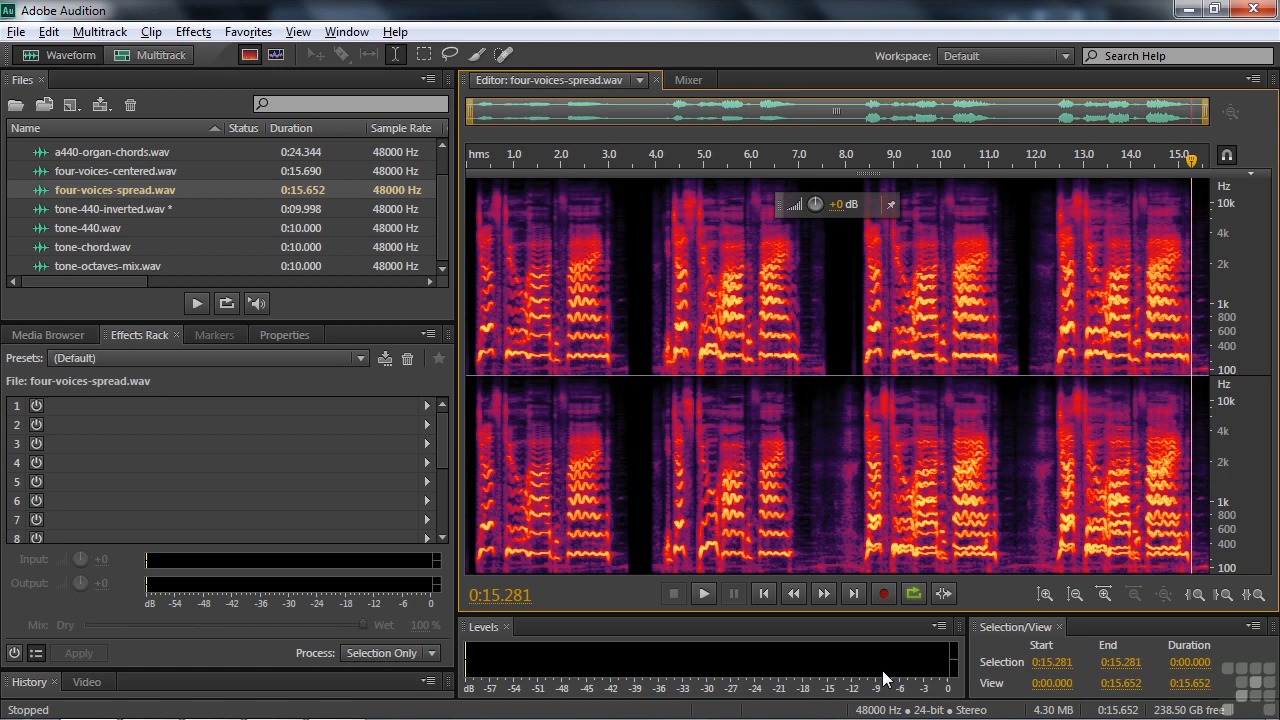 Au Adobe Audition
File Edit Multitrack Clip Effects Favorites View Window Help
Waveform Multitrack Workspace: Default Search Help
Files × Editor: four-voices-spread.wav × Mixer
Name Status Duration Sample Rate
a440-organ-chords.wav 0:24.344 48000 Hz
four-voices-centered.wav 0:15.690 48000 Hz
four-voices-spread.wav 0:15.652 48000 Hz
tone-440-inverted.wav * 0:09.998 48000 Hz
tone-440.wav 0:10.000 48000 Hz
tone-chord.wav 0:10.000 48000 Hz
tone-octaves-mix.wav 0:10.000 48000 Hz
hms 1.0 2.0 3.0 4.0 5.0 6.0 7.0 8.0 9.0 10.0 11.0 12.0 13.0 14.0 15.0
+0 dB
Hz
10k
4k
2k
1k
800
600
400
100
Hz
10k
4k
2k
1k
800
600
400
100
Media Browser Effects Rack × Markers Properties
Presets: (Default)
File: four-voices-spread.wav
1
2
3
4
5
6
7
8
Input: +0
Output: +0
dB -54 -48 -42 -36 -30 -24 -18 -12 -6 0
Mix: Dry Wet 100 %
Apply Process: Selection Only
History × Video
0:15.281
Levels ×
dB -57 -54 -51 -48 -45 -42 -39 -36 -33 -30 -27 -24 -21 -18 -15 -12 -9 -6 -3 0
Selection/View ×
Start End Duration
Selection 0:15.281 0:15.281 0:00.000
View 0:00.000 0:15.652 0:15.652
Stopped 48000 Hz ● 24-bit ● Stereo 4.30 MB 0:15.652 238.50 GB free